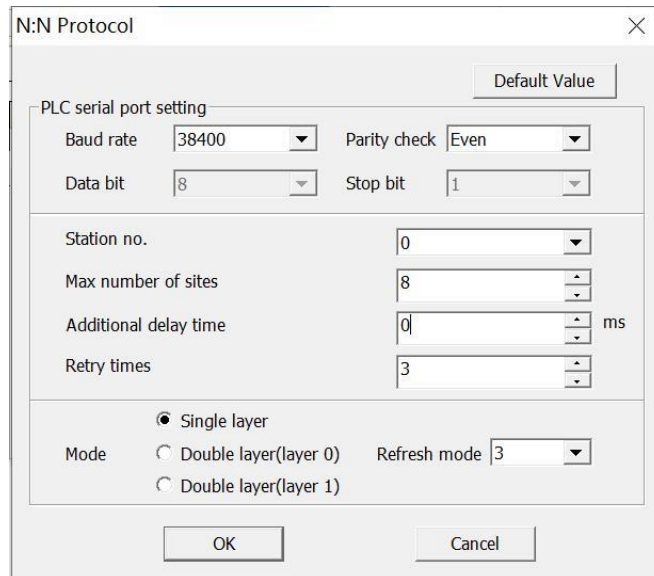 N:N Protocol
Default Value
PLC serial port setting
Baud rate 38400 Parity check Even
Data bit 8 Stop bit 1
Station no. 0
Max number of sites 8
Additional delay time 0 ms
Retry times 3
Single layer
Mode Double layer(layer 0) Refresh mode 3
Double layer(layer 1)
OK Cancel